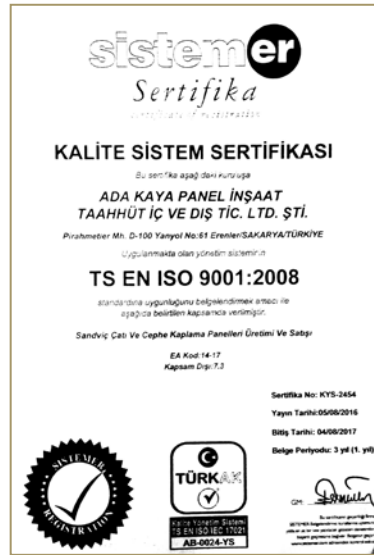 sistemer
Sertifika
certificate of registration
KALİTE SİSTEM SERTİFİKASI
Bu sertifika aşağıdaki kuruluşa
ADA KAYA PANEL İNŞAAT
TAAHHÜT İÇ VE DIŞ TİC. LTD. ŞTİ.
Pirahmetler Mh. D-100 Yanyol No:61 Erenler/SAKARYA/TÜRKİYE
Uygulanmakta olan yönetim sisteminin
TS EN ISO 9001:2008
standardına uygunluğunu belgelendirmek amacı ile
aşağıda belirtilen kapsamda verilmiştir.
Sandviç Çatı Ve Cephe Kaplama Panelleri Üretimi Ve Satışı
EA Kod:14-17
Kapsam Dışı:7.3
Sertifika No: KYS-2454
Yayın Tarihi:05/08/2016
Bitiş Tarihi: 04/08/2017
Belge Periyodu: 3 yıl (1. yıl)
SISTEMER
REGISTRATION
TÜRKAK
Kalite Yönetim Sistemi
TS EN ISO IEC 17021
AB-0024-YS
GM: